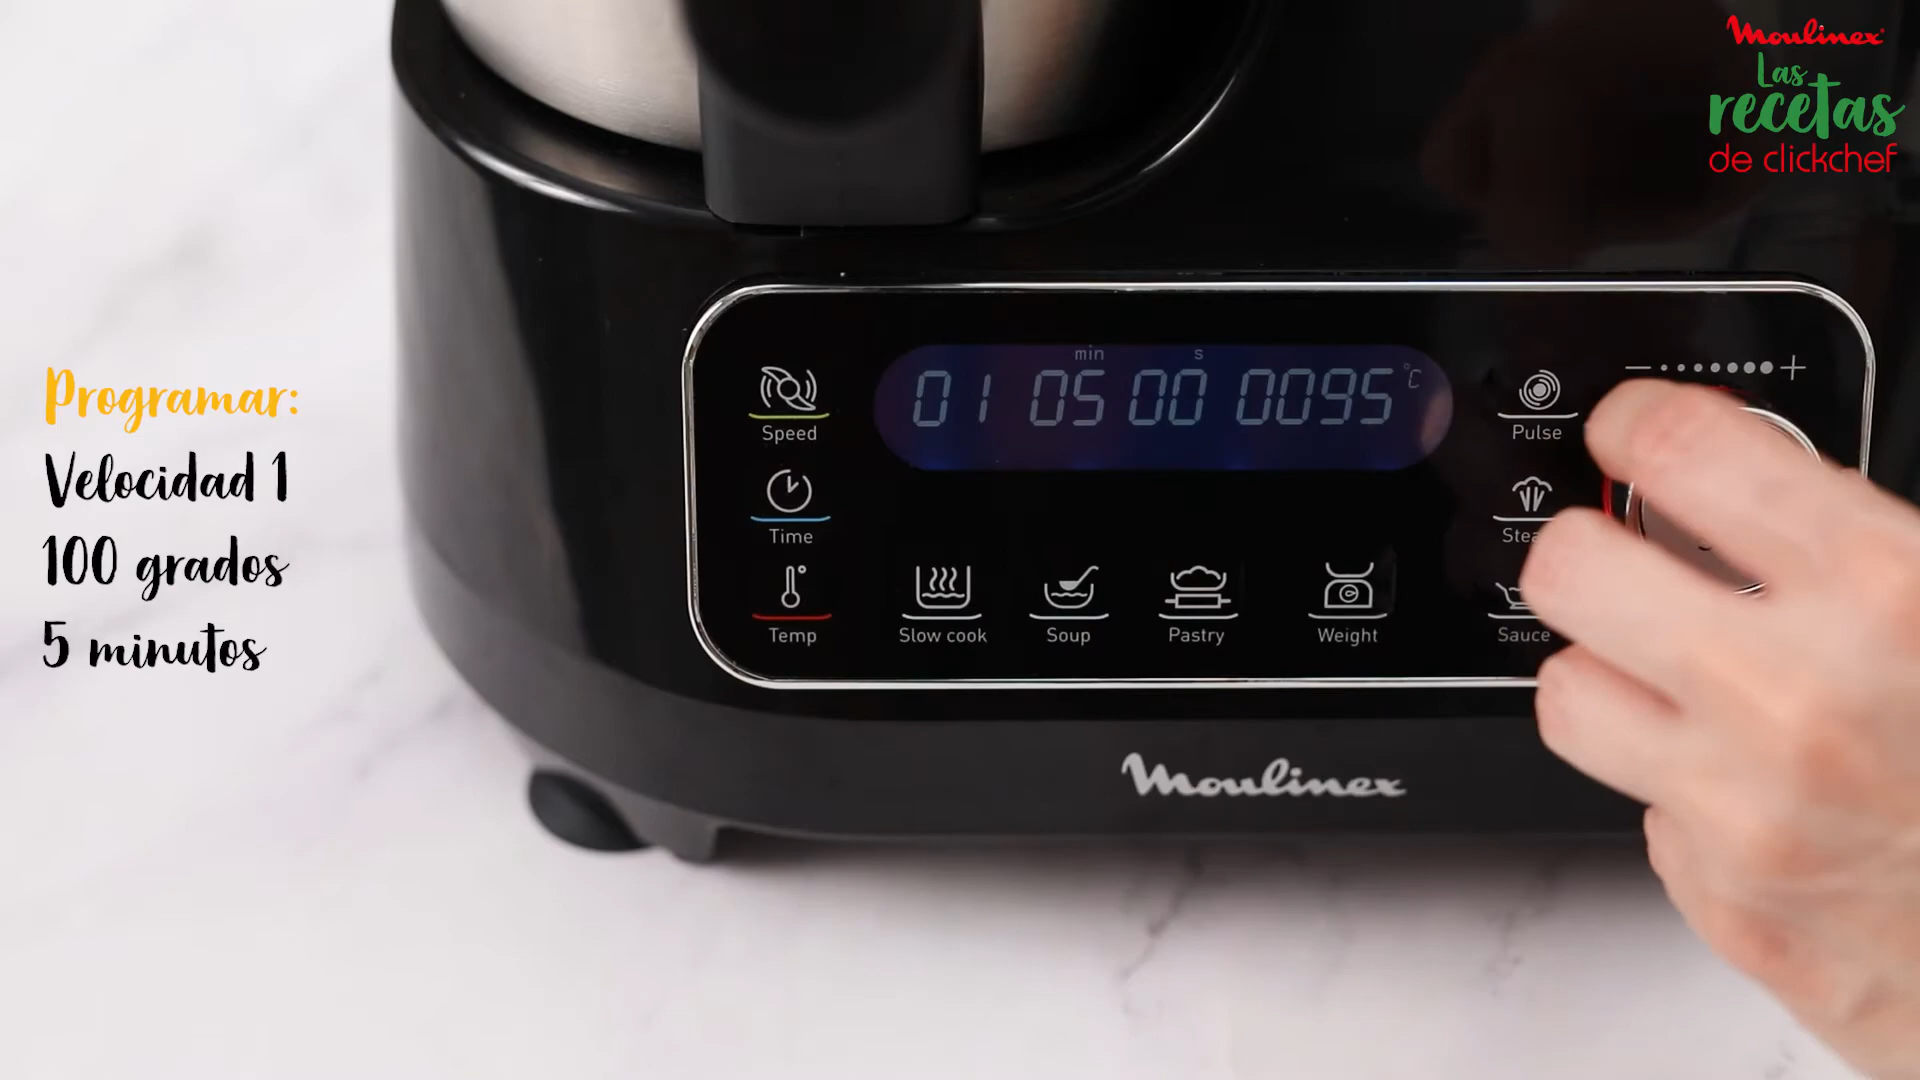 Moulinex
Las
recetas
de clickchef
Programar:
Velocidad 1
100 grados
5 minutos
min s
01 05 00 0095 °C
Speed
Pulse
Time
Temp
Slow cook
Soup
Pastry
Weight
Sauce
Moulinex